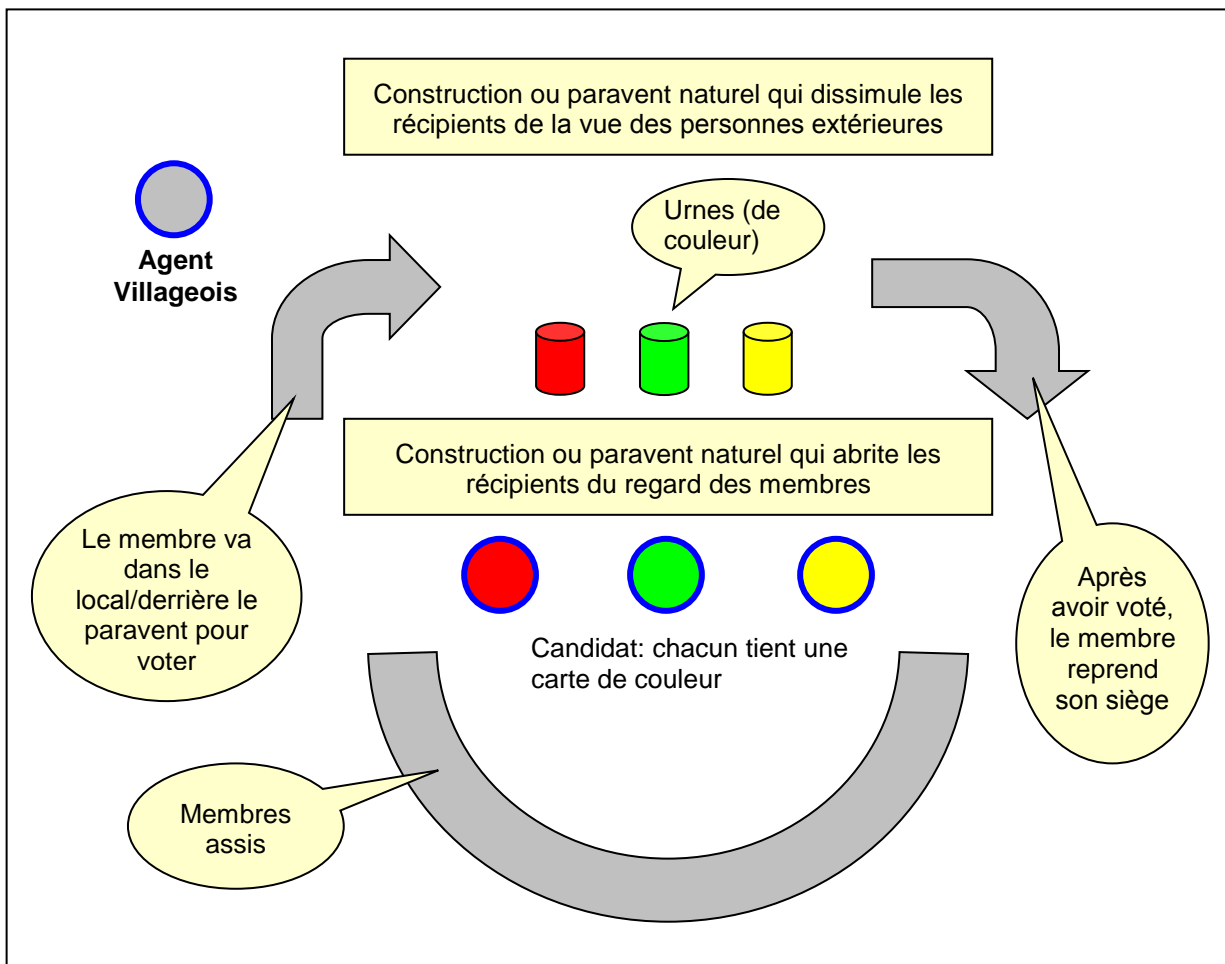 Construction ou paravent naturel qui dissimule les
récipients de la vue des personnes extérieures
Agent
Villageois
Urnes (de
couleur)
Construction ou paravent naturel qui abrite les
récipients du regard des membres
Le membre va
dans le
local/derrière le
paravent pour
voter
Candidat: chacun tient une
carte de couleur
Après
avoir voté,
le membre
reprend
son siège
Membres
assis